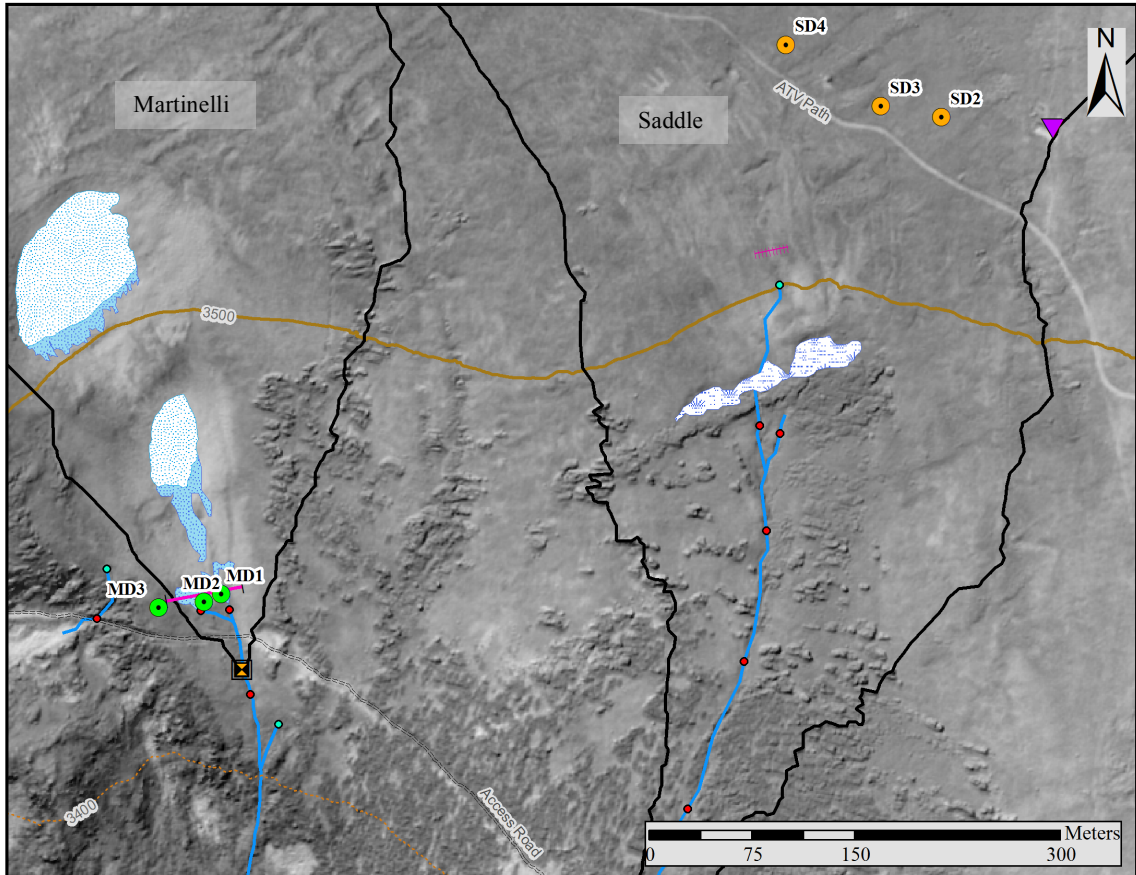 SD4
N
Martinelli
Saddle
ATV Path
SD3
SD2
3500
MD3
MD2
MD1
3400
Access Road
Meters
0
75
150
300